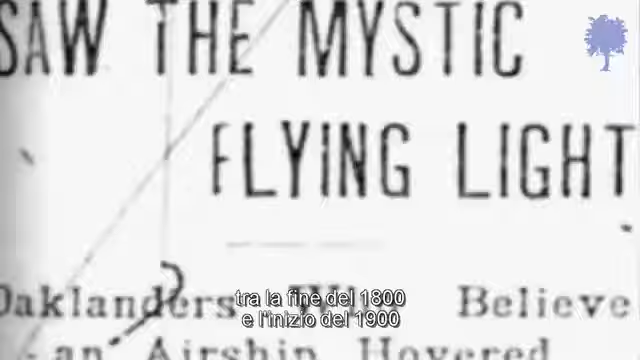 SAW THE MYSTIC
FLYING LIGHT
Oaklanders Believe
tra la fine del 1800
e l'inizio del 1900
an Airship Hovered